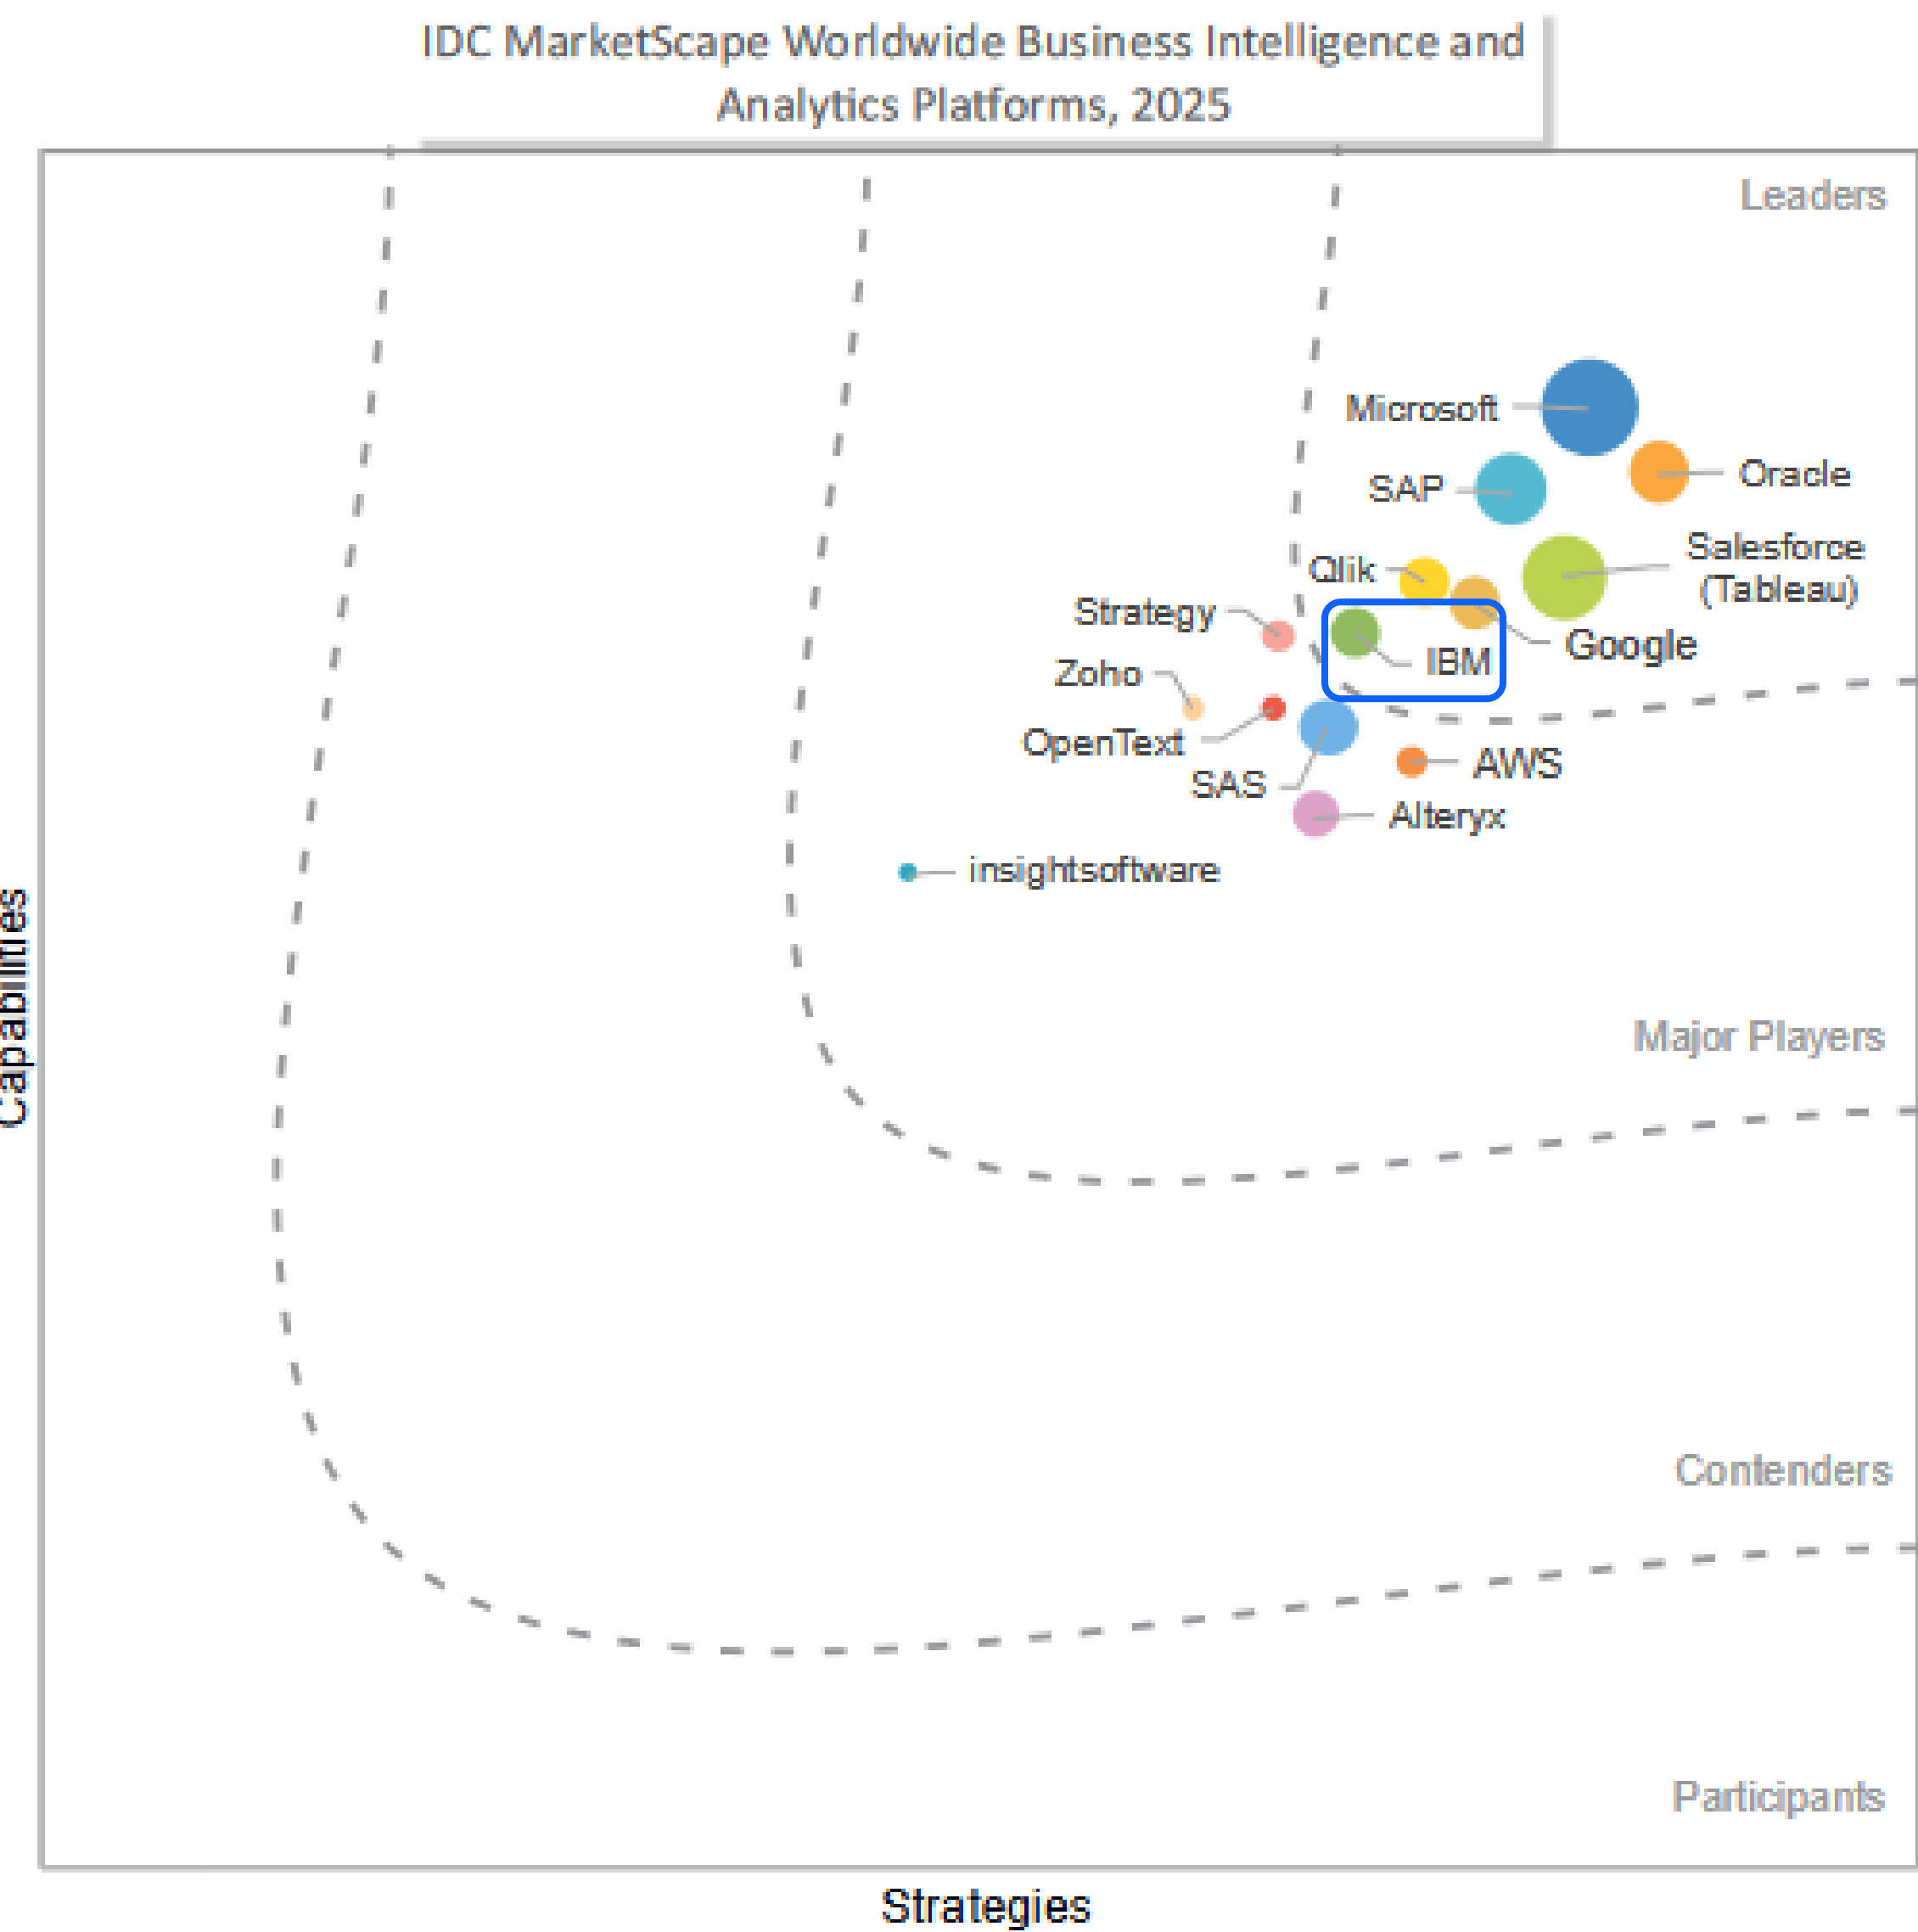 IDC MarketScape Worldwide Business Intelligence and
Analytics Platforms, 2025
Leaders
Microsoft
Oracle
SAP
Salesforce
(Tableau)
Qlik
Strategy
Google
IBM
Zoho
OpenText
AWS
SAS
Alteryx
insightsoftware
Capabilities
Major Players
Contenders
Participants
Strategies